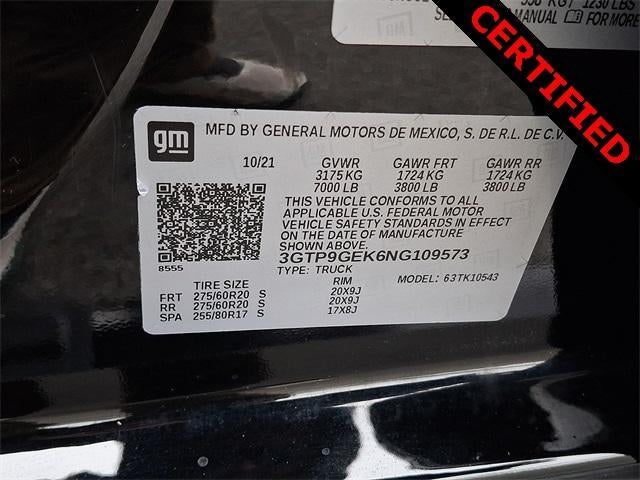 556 KG / 1230 LBS
MANUAL FOR MORE
CERTIFIED
gm
MFD BY GENERAL MOTORS DE MEXICO, S. DE R.L. DE C.V.
10/21 GVWR GAWR FRT GAWR RR
3175 KG 1724 KG 1724 KG
7000 LB 3800 LB 3800 LB
THIS VEHICLE CONFORMS TO ALL
APPLICABLE U.S. FEDERAL MOTOR
VEHICLE SAFETY STANDARDS IN EFFECT
ON THE DATE OF MANUFACTURE
SHOWN ABOVE.
8555
3GTP9GEK6NG109573
TYPE: TRUCK MODEL: 63TK10543
TIRE SIZE RIM
FRT 275/60R20 S 20X9J
RR 275/60R20 S 20X9J
SPA 255/80R17 S 17X8J